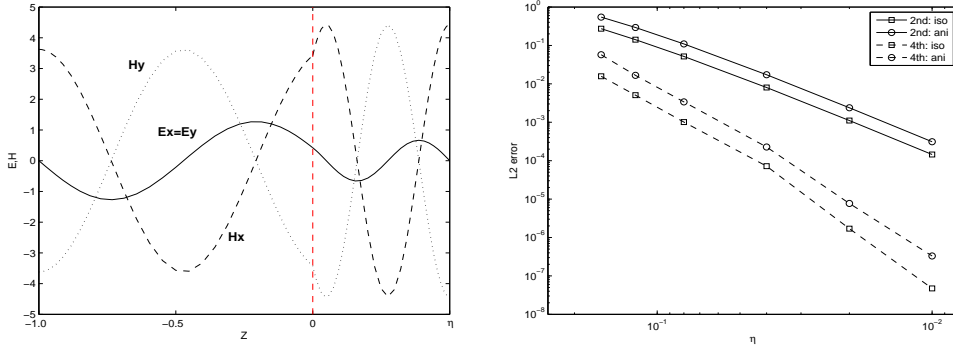 5
4
3
2
1
0
-1
-2
-3
-4
-5
E,H
Hy
Ex=Ey
Hx
-1.0
-0.5
0
η
Z
10^0
10^-1
10^-2
10^-3
10^-4
10^-5
10^-6
10^-7
10^-8
L2 error
2nd: iso
2nd: ani
4th: iso
4th: ani
10^-1
10^-2
η